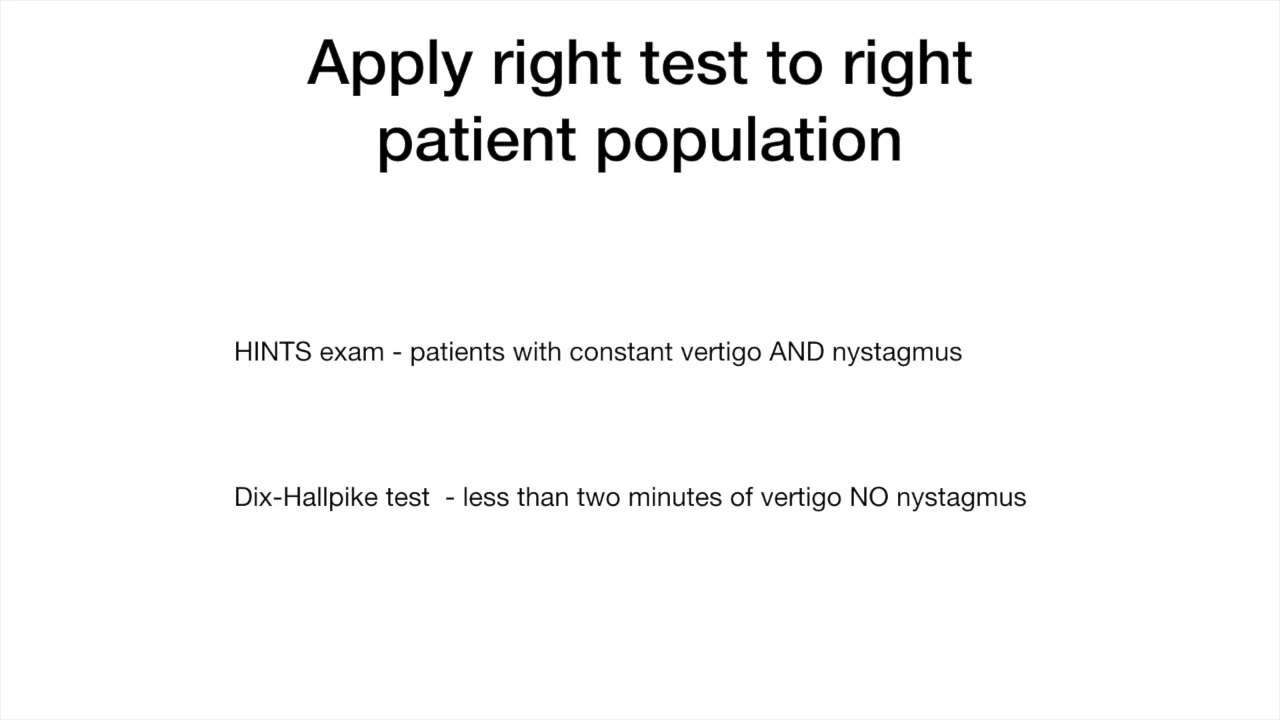 Apply right test to right
patient population
HINTS exam - patients with constant vertigo AND nystagmus
Dix-Hallpike test  - less than two minutes of vertigo NO nystagmus